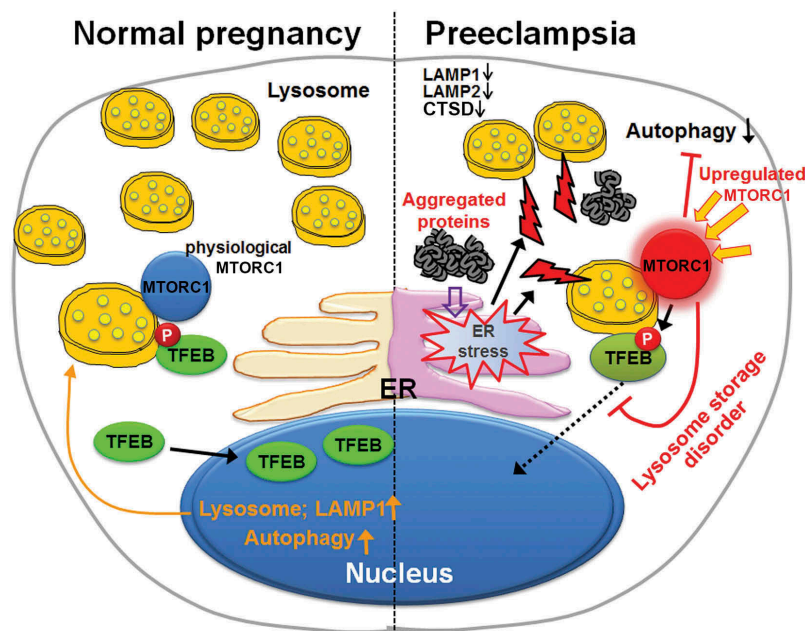 Normal pregnancy
Preeclampsia
Lysosome
LAMP1↓
LAMP2↓
CTSD↓
Autophagy ↓
Upregulated
MTORC1
Aggregated
proteins
physiological
MTORC1
MTORC1
MTORC1
P
TFEB
ER
stress
P
TFEB
ER
TFEB
TFEB
TFEB
Lysosome storage
disorder
Lysosome; LAMP1↑
Autophagy↑
Nucleus